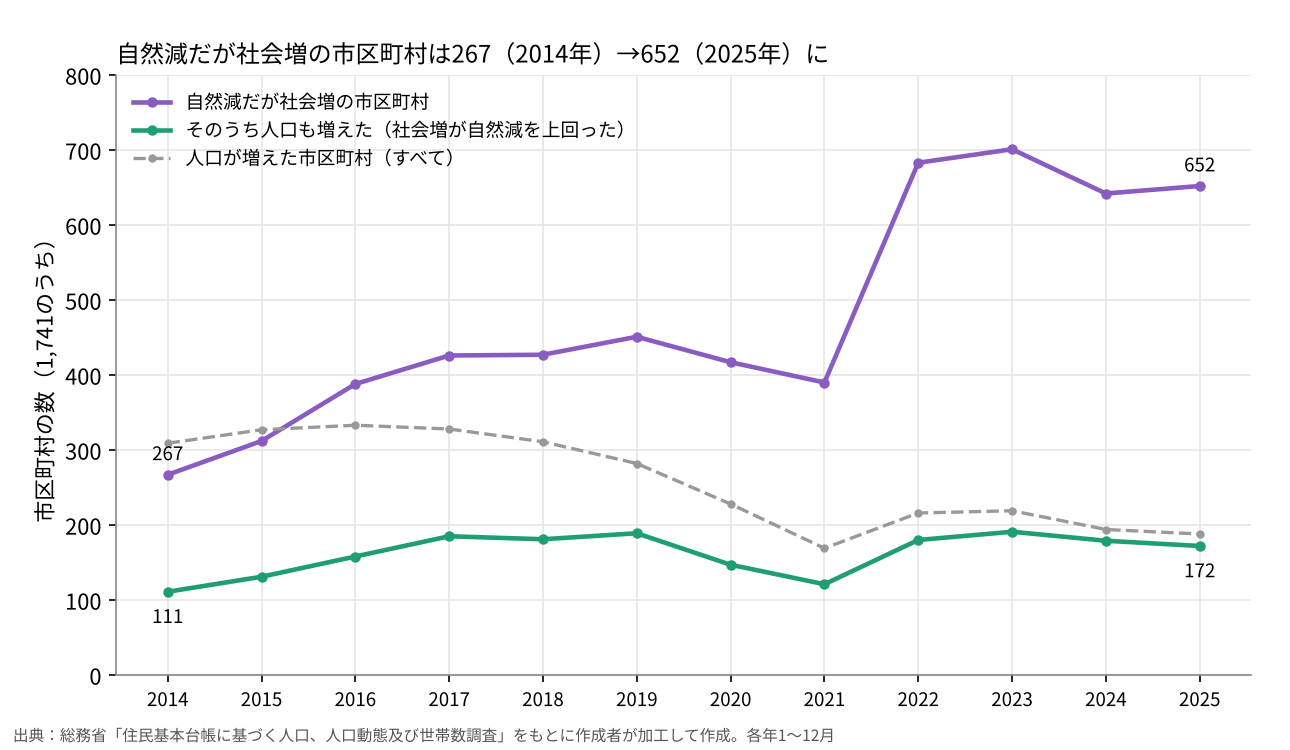 自然減だが社会増の市区町村は267（2014年）→652（2025年）に
自然減だが社会増の市区町村
そのうち人口も増えた（社会増が自然減を上回った）
人口が増えた市区町村（すべて）
市区町村の数（1,741のうち）
800
700
600
500
400
300
200
100
0
267
111
652
172
2014 2015 2016 2017 2018 2019 2020 2021 2022 2023 2024 2025
出典：総務省「住民基本台帳に基づく人口、人口動態及び世帯数調査」をもとに作成者が加工して作成。各年1〜12月